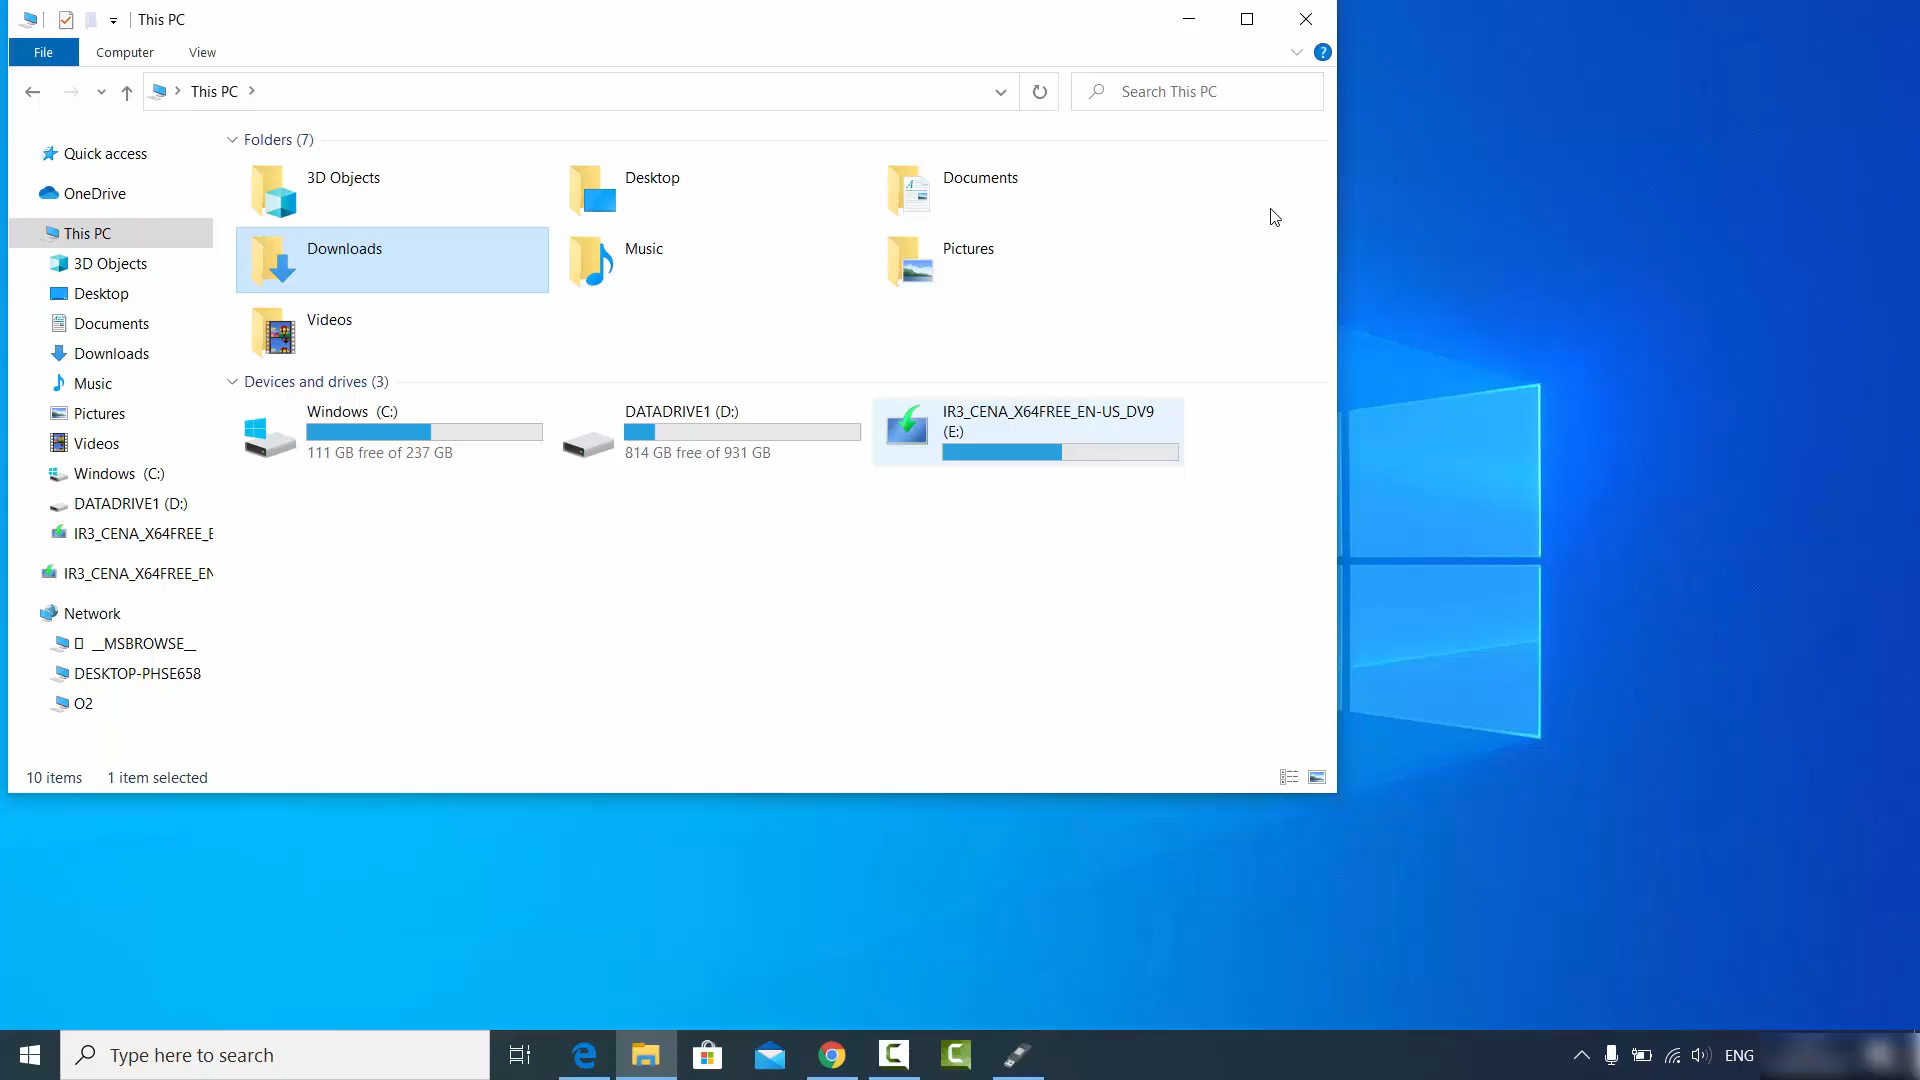 This PC
File
Computer
View
?
This PC
Search This PC
Quick access
OneDrive
This PC
3D Objects
Desktop
Documents
Downloads
Music
Pictures
Videos
Windows (C:)
DATADRIVE1 (D:)
IR3_CENA_X64FREE_E
IR3_CENA_X64FREE_EN
Network
__MSBROWSE__
DESKTOP-PHSE658
O2
Folders (7)
3D Objects
Desktop
Documents
Downloads
Music
Pictures
Videos
Devices and drives (3)
Windows (C:)
111 GB free of 237 GB
DATADRIVE1 (D:)
814 GB free of 931 GB
IR3_CENA_X64FREE_EN-US_DV9
(E:)
10 items
1 item selected
Type here to search
ENG